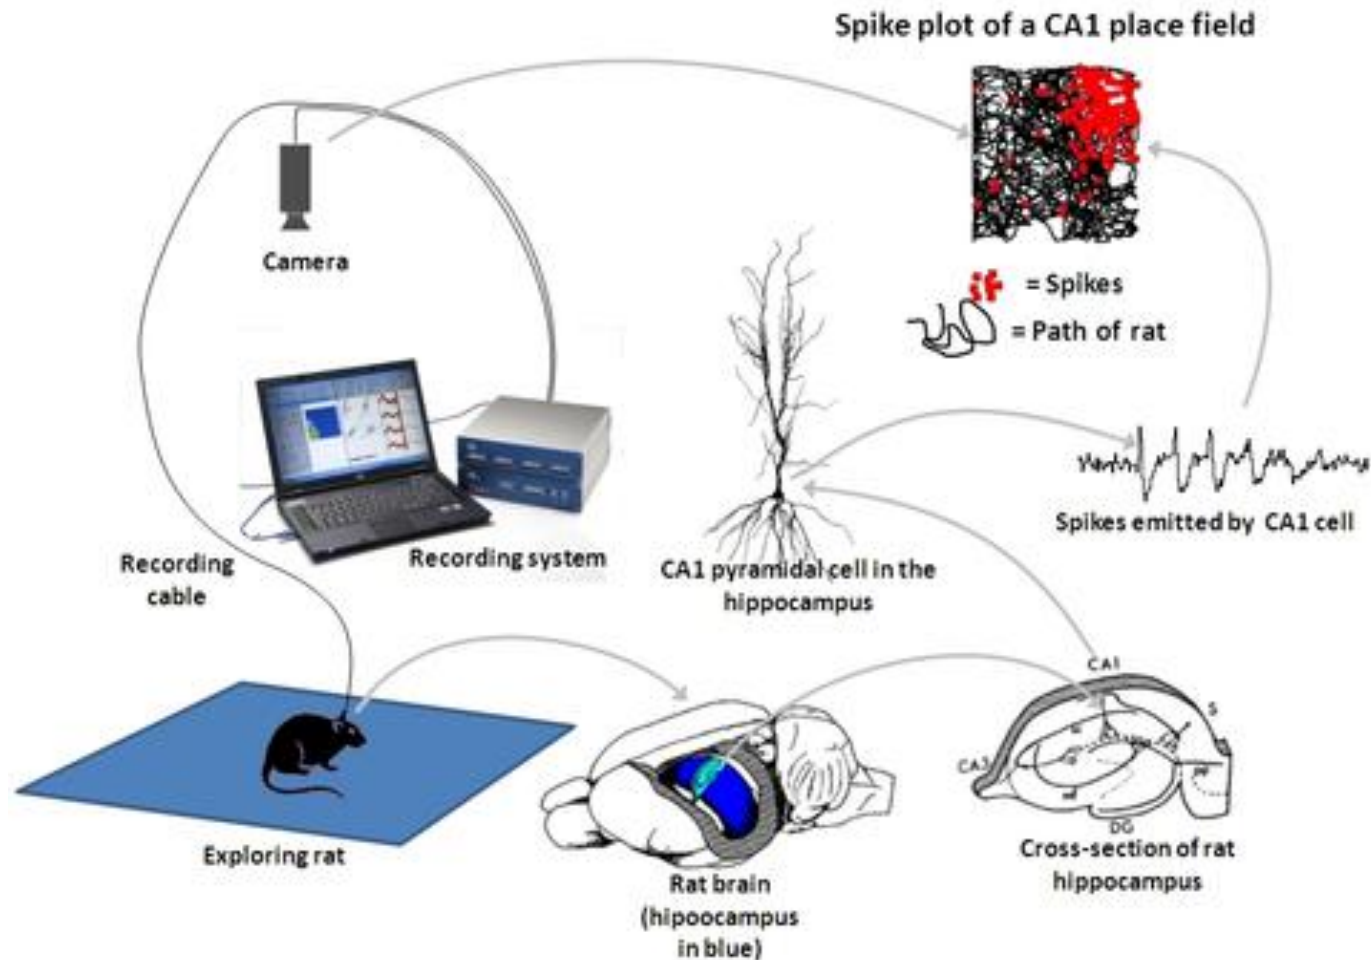 Spike plot of a CA1 place field
Camera
= Spikes
= Path of rat
Recording
cable
Recording system
CA1 pyramidal cell in the
hippocampus
Spikes emitted by CA1 cell
CA1
S
CA3
DG
Exploring rat
Rat brain
(hipoocampus
in blue)
Cross-section of rat
hippocampus